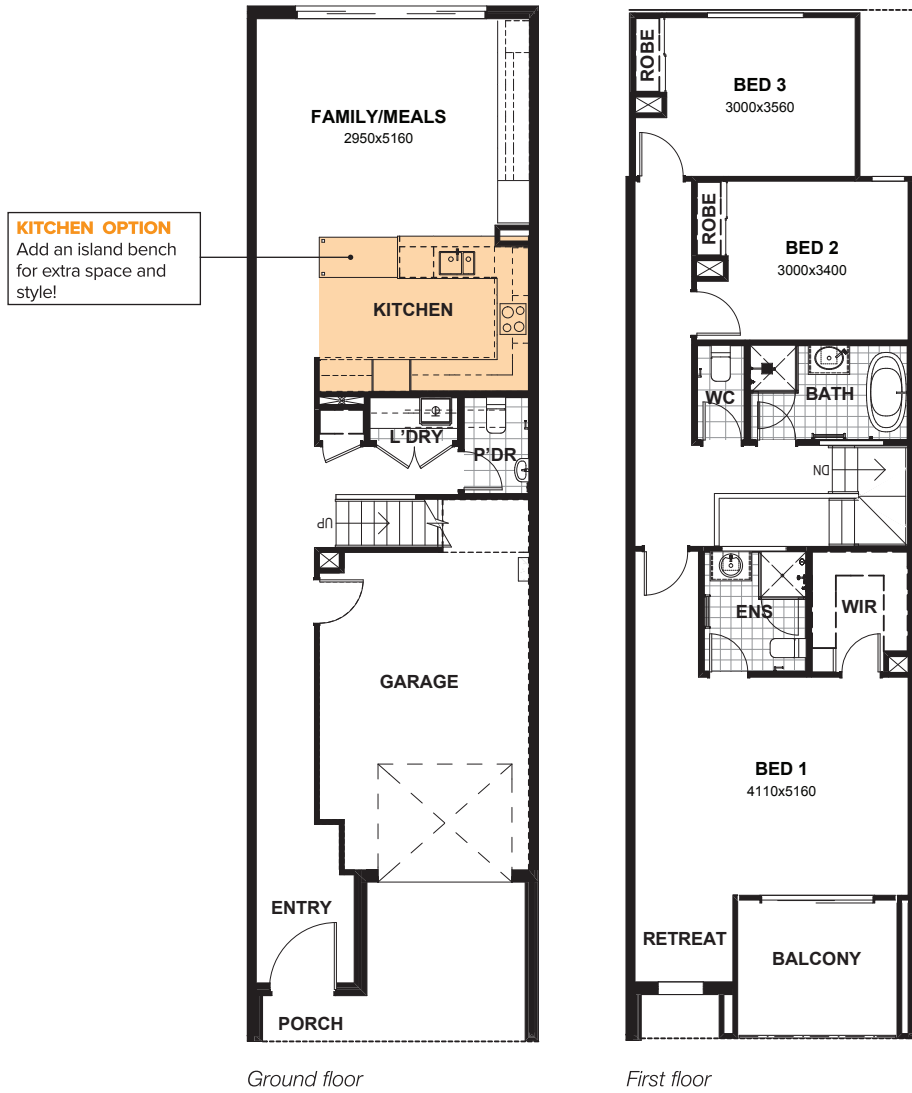 FAMILY/MEALS
2950x5160
KITCHEN OPTION
Add an island bench
for extra space and
style!
KITCHEN
L'DRY
P'DR
UP
GARAGE
ENTRY
PORCH
Ground floor
ROBE
BED 3
3000x3560
ROBE
BED 2
3000x3400
WC
BATH
DN
ENS
WIR
BED 1
4110x5160
RETREAT
BALCONY
First floor